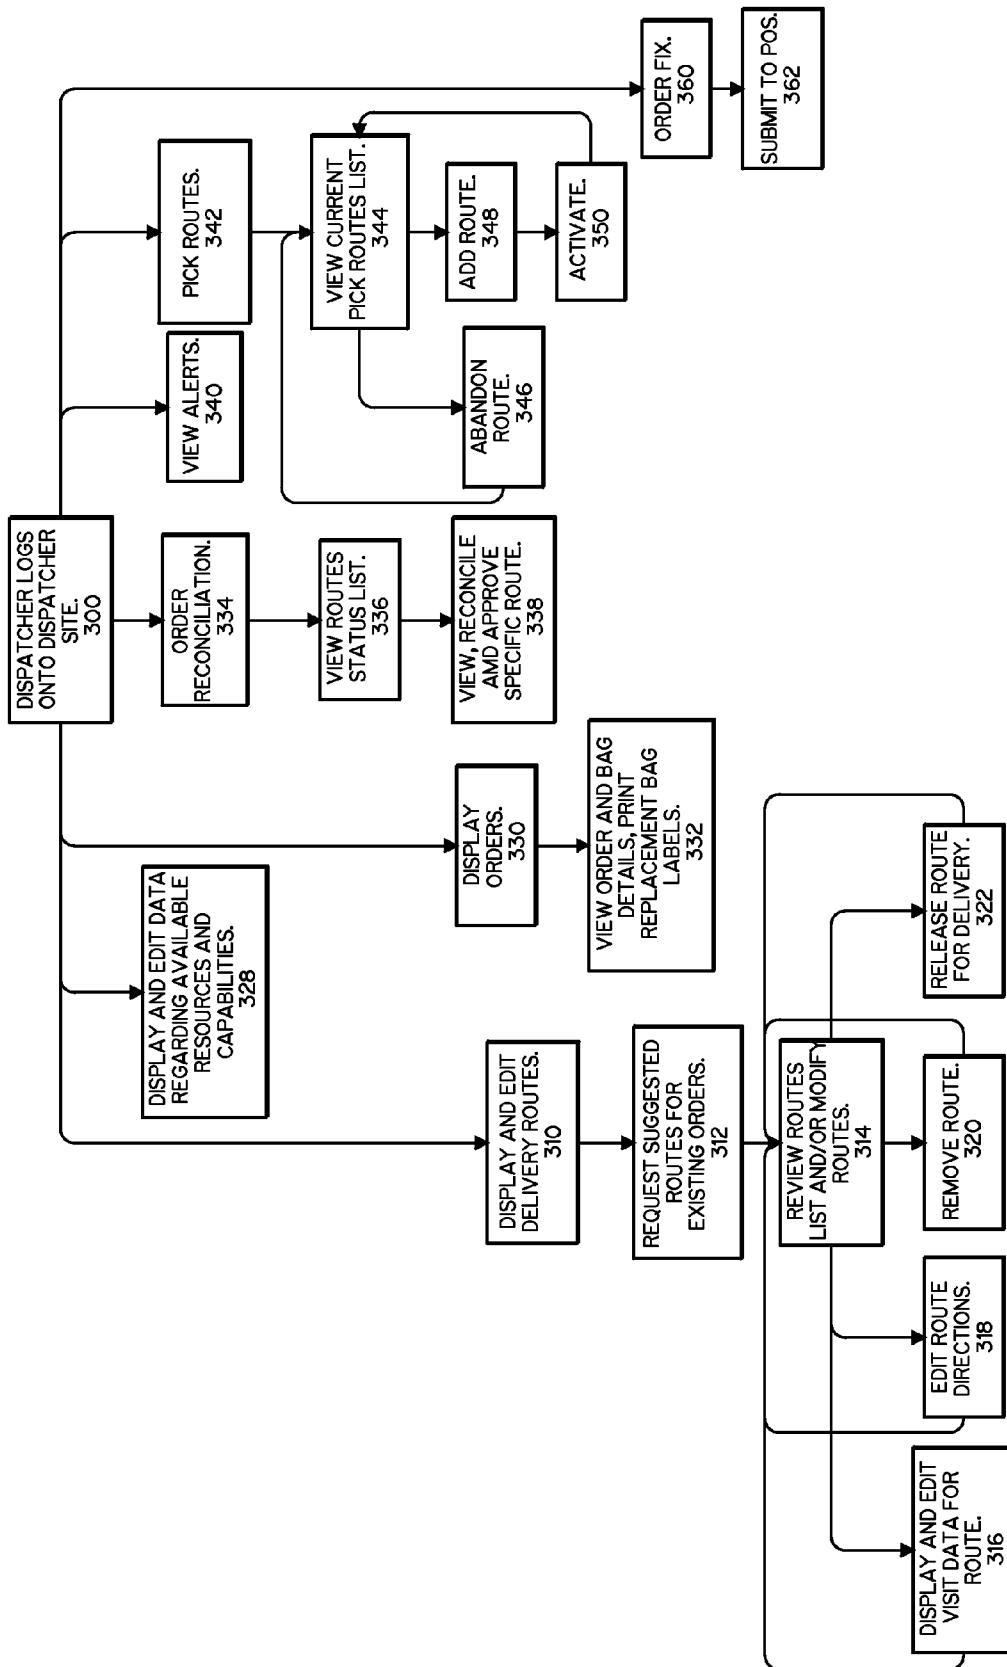 DISPATCHER LOGS
ONTO DISPATCHER
SITE.
300
DISPLAY AND EDIT DATA
REGARDING AVAILABLE
RESOURCES AND
CAPABILITIES.
328
DISPLAY AND EDIT
DELIVERY ROUTES.
310
REQUEST SUGGESTED
ROUTES FOR
EXISTING ORDERS.
312
REVIEW ROUTES
LIST AND/OR MODIFY
ROUTES.
314
DISPLAY AND EDIT
VISIT DATA FOR
ROUTE.
316
EDIT ROUTE
DIRECTIONS.
318
REMOVE ROUTE.
320
RELEASE ROUTE
FOR DELIVERY.
322
DISPLAY
ORDERS.
330
VIEW ORDER AND BAG
DETAILS, PRINT
REPLACEMENT BAG
LABELS.
332
ORDER
RECONCILIATION.
334
VIEW ROUTES
STATUS LIST.
336
VIEW, RECONCILE
AMD APPROVE
SPECIFIC ROUTE.
338
VIEW ALERTS.
340
PICK ROUTES.
342
VIEW CURRENT
PICK ROUTES LIST.
344
ABANDON
ROUTE.
346
ADD ROUTE.
348
ACTIVATE.
350
ORDER FIX.
360
SUBMIT TO POS.
362